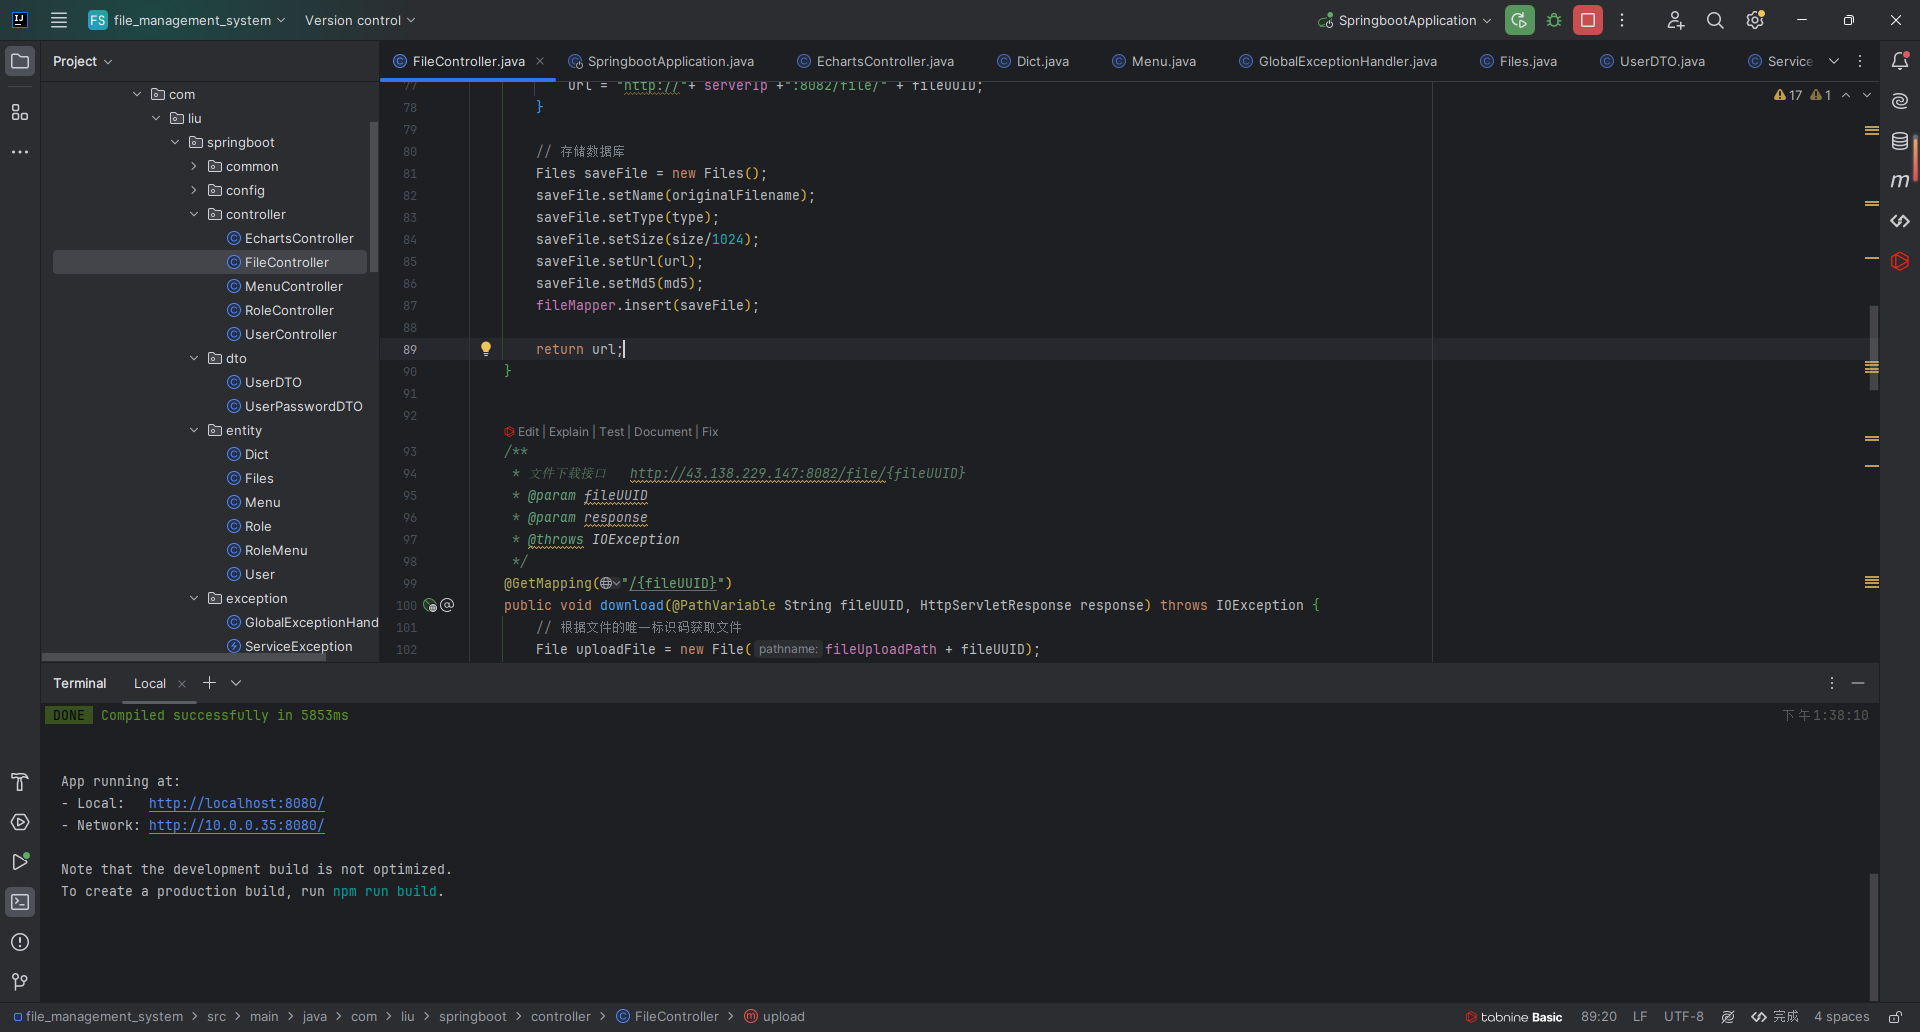 FS file_management_system Version control SpringbootApplication
Project
com
liu
springboot
common
config
controller
EchartsController
FileController
MenuController
RoleController
UserController
dto
UserDTO
UserPasswordDTO
entity
Dict
Files
Menu
Role
RoleMenu
User
exception
GlobalExceptionHand
ServiceException
FileController.java SpringbootApplication.java EchartsController.java Dict.java Menu.java GlobalExceptionHandler.java Files.java UserDTO.java Service
17 1
77 url = "http://"+ serverIp +":8082/file/" + fileUUID;
78 }
79
80 // 存储数据库
81 Files saveFile = new Files();
82 saveFile.setName(originalFilename);
83 saveFile.setType(type);
84 saveFile.setSize(size/1024);
85 saveFile.setUrl(url);
86 saveFile.setMd5(md5);
87 fileMapper.insert(saveFile);
88
89 return url;
90 }
91
92
Edit | Explain | Test | Document | Fix
93 /**
94 * 文件下载接口 http://43.138.229.147:8082/file/{fileUUID}
95 * @param fileUUID
96 * @param response
97 * @throws IOException
98 */
99 @GetMapping("/{fileUUID}")
100 public void download(@PathVariable String fileUUID, HttpServletResponse response) throws IOException {
101 // 根据文件的唯一标识码获取文件
102 File uploadFile = new File( pathname: fileUploadPath + fileUUID);
Terminal Local
DONE Compiled successfully in 5853ms 下午1:38:10
App running at:
- Local: http://localhost:8080/
- Network: http://10.0.0.35:8080/
Note that the development build is not optimized.
To create a production build, run npm run build.
file_management_system > src > main > java > com > liu > springboot > controller > FileController > upload
tabnine Basic 89:20 LF UTF-8 完成 4 spaces